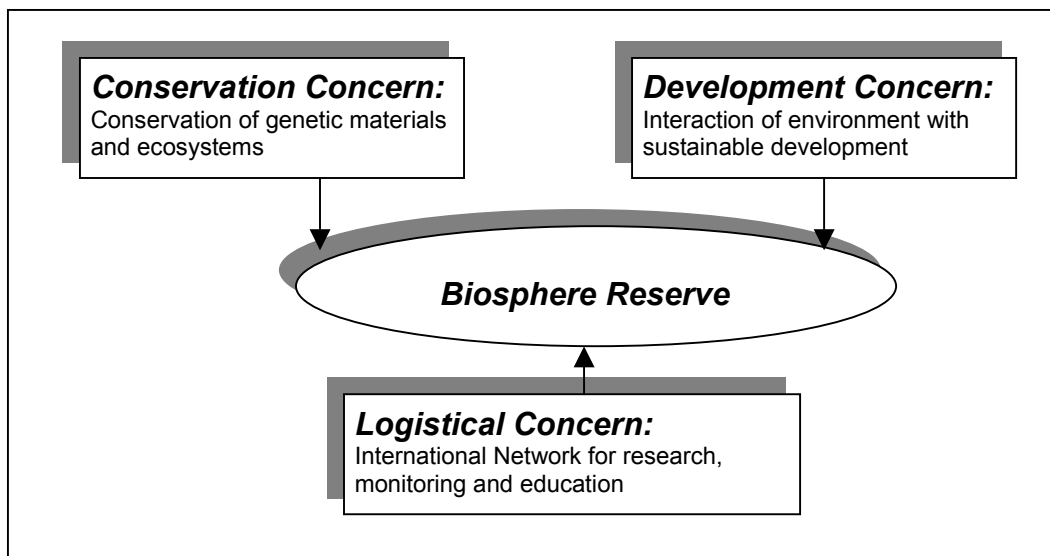 Conservation Concern:
Conservation of genetic materials
and ecosystems
Development Concern:
Interaction of environment with
sustainable development
Biosphere Reserve
Logistical Concern:
International Network for research,
monitoring and education